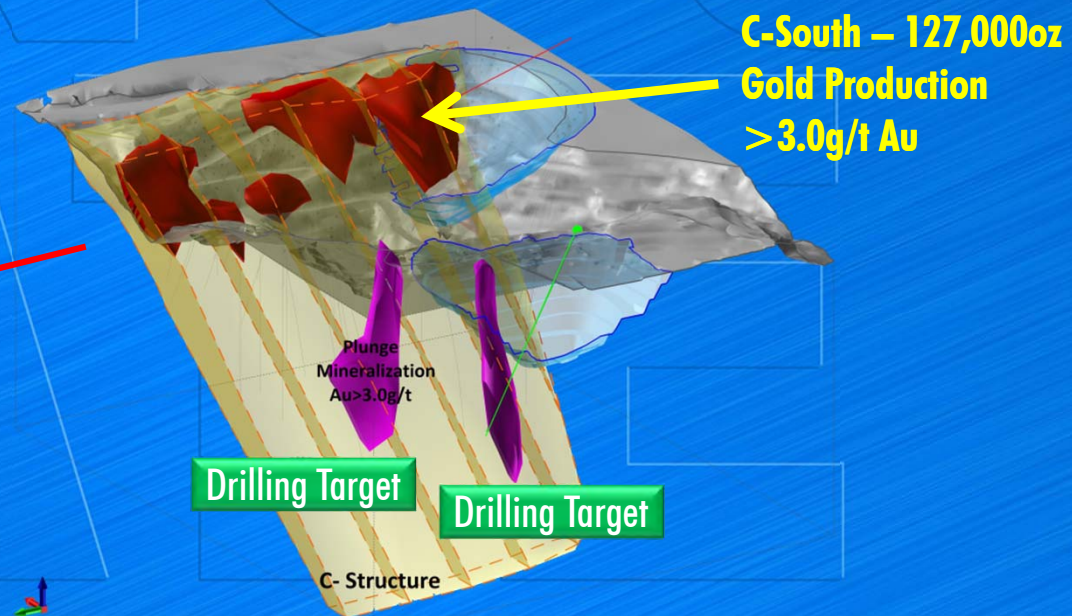 C-South – 127,000oz
Gold Production
>3.0g/t Au
Plunge
Mineralization
Au>3.0g/t
Drilling Target
Drilling Target
C- Structure